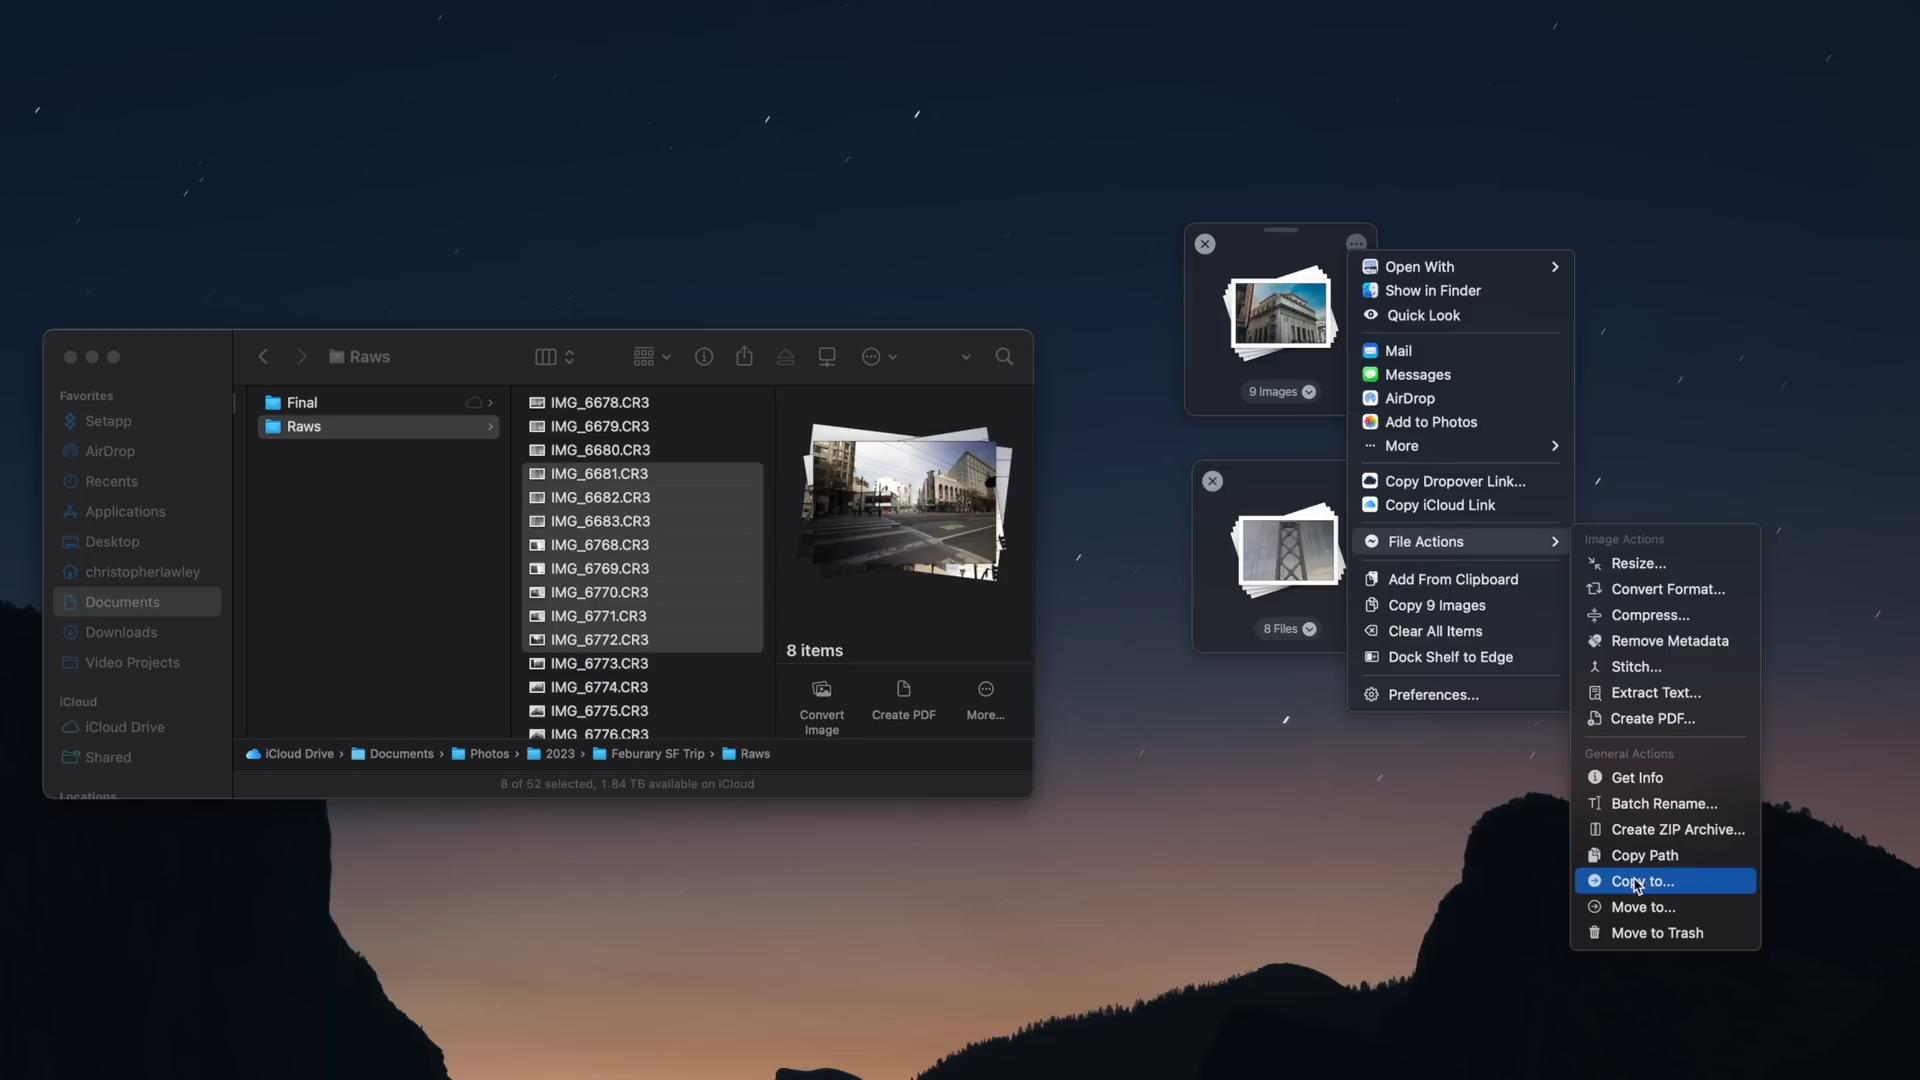 Raws
Favorites
Setapp
AirDrop
Recents
Applications
Desktop
christopherlawley
Documents
Downloads
Video Projects
iCloud
iCloud Drive
Shared
Locations
Final
Raws
IMG_6678.CR3
IMG_6679.CR3
IMG_6680.CR3
IMG_6681.CR3
IMG_6682.CR3
IMG_6683.CR3
IMG_6768.CR3
IMG_6769.CR3
IMG_6770.CR3
IMG_6771.CR3
IMG_6772.CR3
IMG_6773.CR3
IMG_6774.CR3
IMG_6775.CR3
IMG_6776.CR3
8 items
Convert Image
Create PDF
More...
iCloud Drive › Documents › Photos › 2023 › Feburary SF Trip › Raws
8 of 52 selected, 1.84 TB available on iCloud
9 Images
8 Files
Open With
Show in Finder
Quick Look
Mail
Messages
AirDrop
Add to Photos
More
Copy Dropover Link...
Copy iCloud Link
File Actions
Add From Clipboard
Copy 9 Images
Clear All Items
Dock Shelf to Edge
Preferences...
Image Actions
Resize...
Convert Format...
Compress...
Remove Metadata
Stitch...
Extract Text...
Create PDF...
General Actions
Get Info
Batch Rename...
Create ZIP Archive...
Copy Path
Copy to...
Move to...
Move to Trash